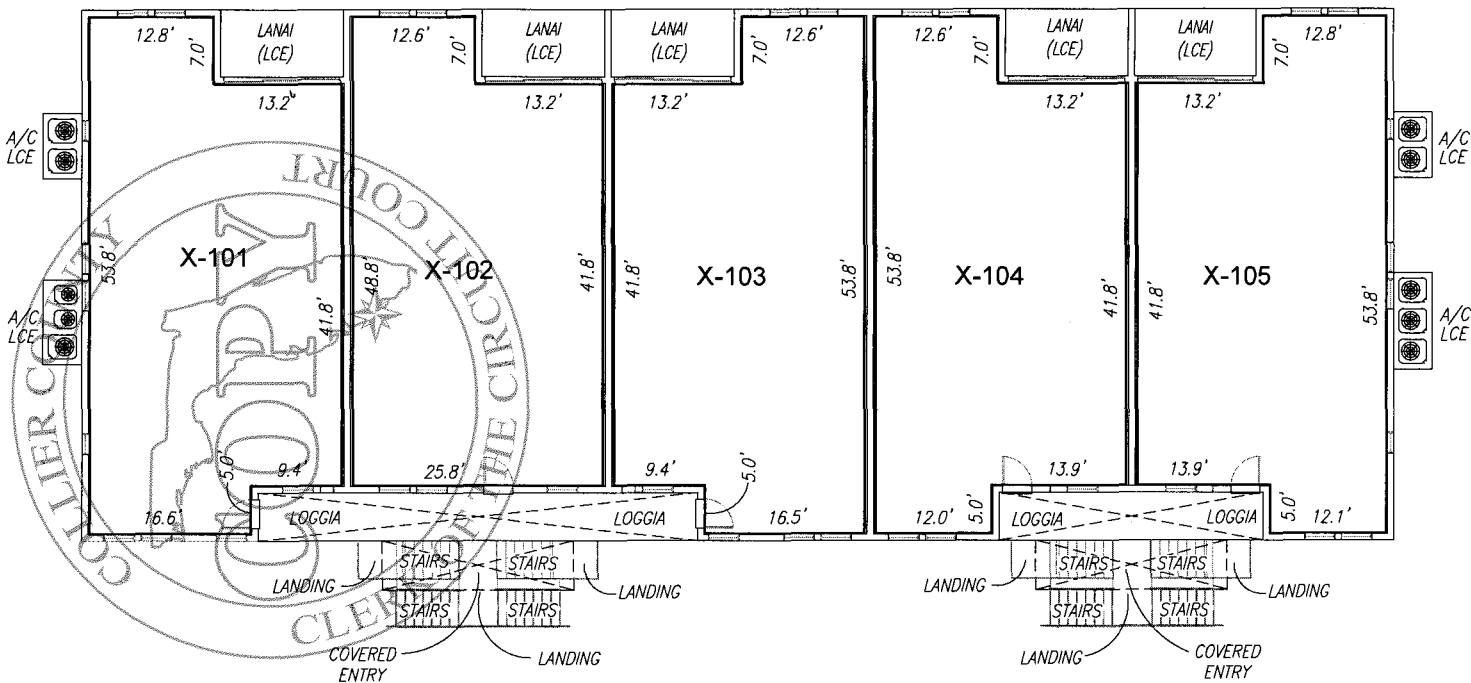 12.8'
LANAI
(LCE)
7.0'
13.2'
12.6'
LANAI
(LCE)
7.0'
13.2'
LANAI
(LCE)
12.6'
7.0'
13.2'
12.6'
LANAI
(LCE)
7.0'
13.2'
LANAI
(LCE)
12.8'
7.0'
13.2'
A/C
LCE
A/C
LCE
A/C
LCE
A/C
LCE
X-101
X-102
X-103
X-104
X-105
53.8'
41.8'
48.8'
41.8'
41.8'
53.8'
53.8'
41.8'
41.8'
53.8'
5.0'
9.4'
25.8'
9.4'
5.0'
13.9'
13.9'
16.6'
LOGGIA
LOGGIA
16.5'
12.0'
5.0'
LOGGIA
LOGGIA
5.0'
12.1'
LANDING
STAIRS
STAIRS
LANDING
STAIRS
STAIRS
COVERED
ENTRY
LANDING
LANDING
STAIRS
STAIRS
LANDING
STAIRS
STAIRS
LANDING
COVERED
ENTRY
COLLIER COUNTY
CLERK OF THE CIRCUIT COURT
COPY